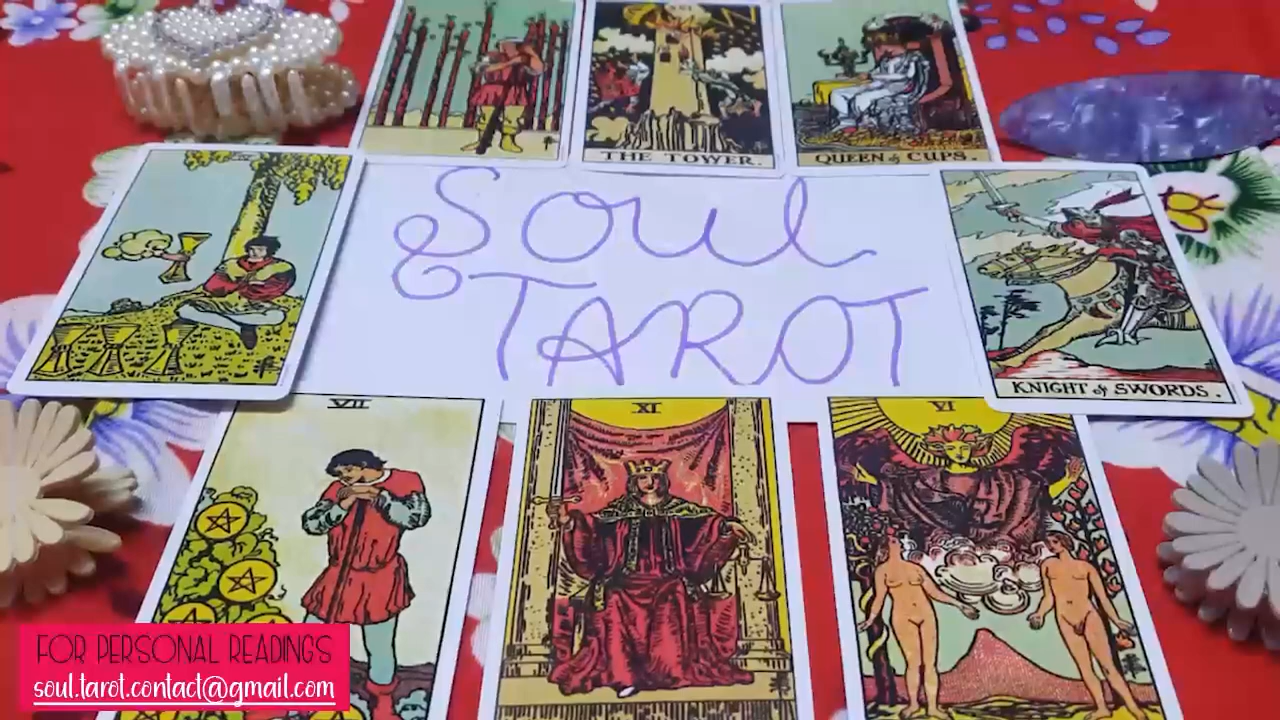 THE TOWER.
QUEEN of CUPS.
Soul
TAROT
KNIGHT of SWORDS.
VII
XI
VI
FOR PERSONAL READINGS
soul.tarot.contact@gmail.com